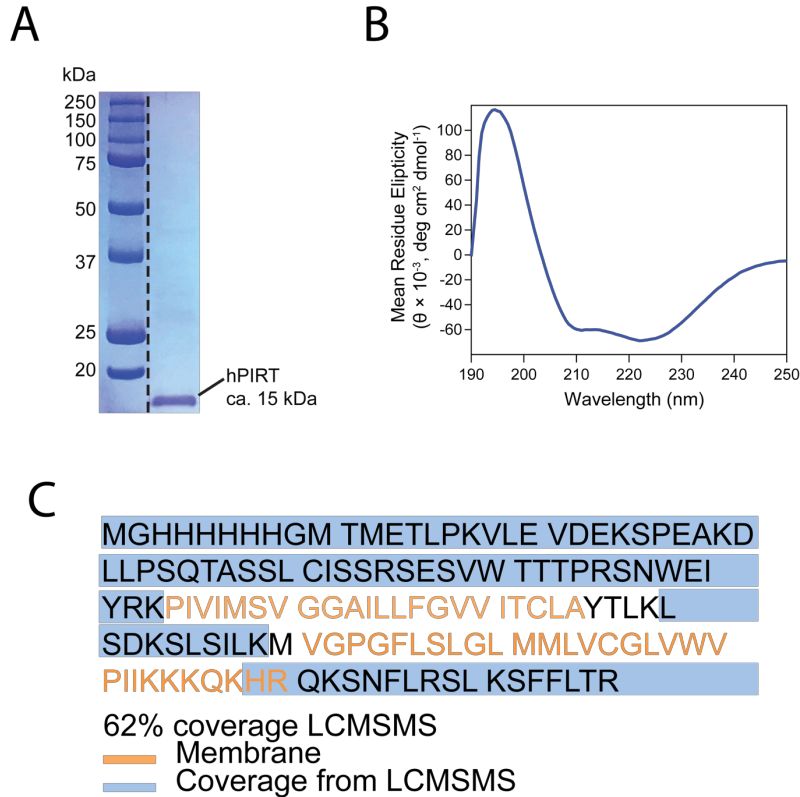 A
kDa
250
150
100
75
50
37
25
20
hPIRT
ca. 15 kDa
B
Mean Residue Elipticity
(θ × 10⁻³, deg cm² dmol⁻¹)
100
80
60
40
20
0
-20
-40
-60
190 200 210 220 230 240 250
Wavelength (nm)
C
MGHHHHHHGM TMETLPKVLE VDEKSPEAKD
LLPSQTASSL CISSRSESVW TTTPRSNWEI
YRKPIVIMSV GGAILLFGVV ITCLAYTLKL
SDKSLSILKM VGPGFLSLGL MMLVCGLVWV
PIIKKKQKHR QKSNFLRSL KSFFLTR
62% coverage LCMSMS
Membrane
Coverage from LCMSMS